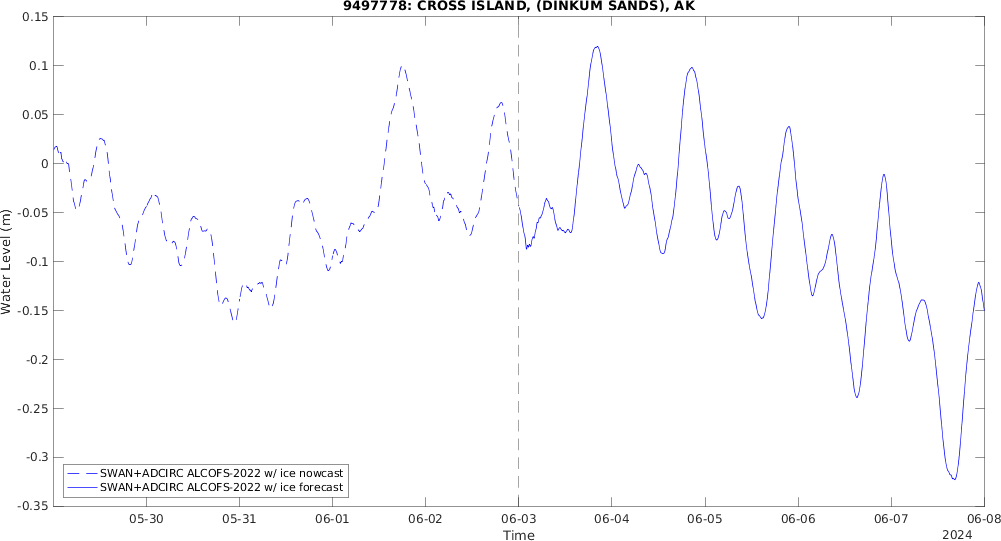 9497778: CROSS ISLAND, (DINKUM SANDS), AK
0.15
0.1
0.05
0
-0.05
-0.1
-0.15
-0.2
-0.25
-0.3
-0.35
Water Level (m)
SWAN+ADCIRC ALCOFS-2022 w/ ice nowcast
SWAN+ADCIRC ALCOFS-2022 w/ ice forecast
05-30 05-31 06-01 06-02 06-03 06-04 06-05 06-06 06-07 06-08
Time
2024